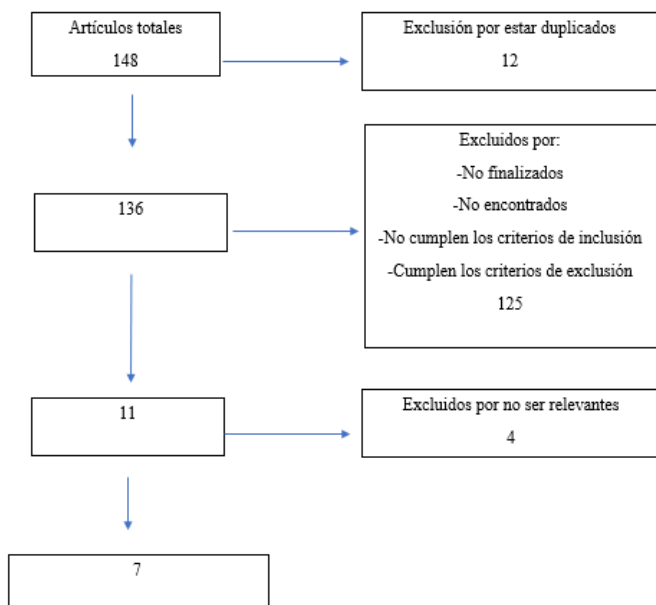 Artículos totales
148
Exclusión por estar duplicados
12
136
Excluidos por:
-No finalizados
-No encontrados
-No cumplen los criterios de inclusión
-Cumplen los criterios de exclusión
125
11
Excluidos por no ser relevantes
4
7